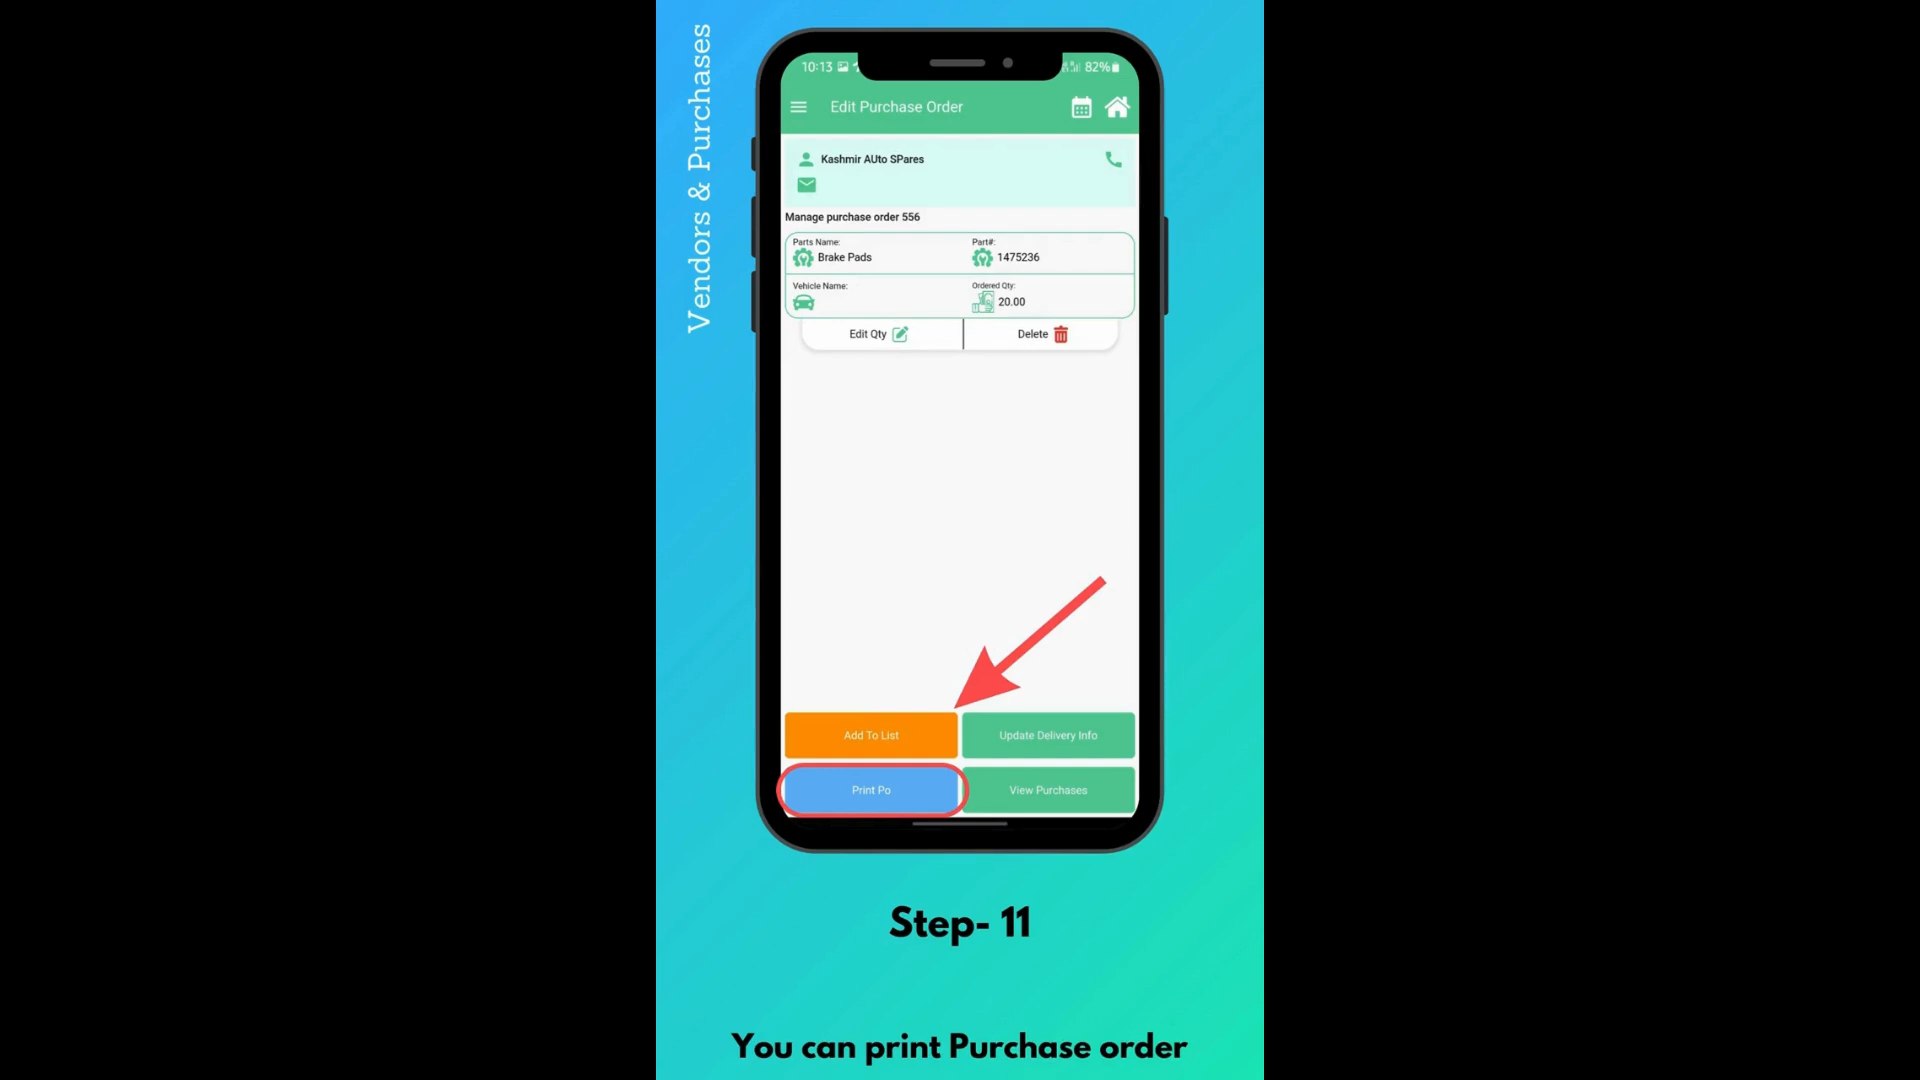 Vendors & Purchases
10:13
82%
Edit Purchase Order
Kashmir AUto SPares
Manage purchase order 556
Parts Name:
Brake Pads
Part#:
1475236
Vehicle Name:
Ordered Qty:
20.00
Edit Qty
Delete
Add To List
Update Delivery Info
Print Po
View Purchases
Step- 11
You can print Purchase order